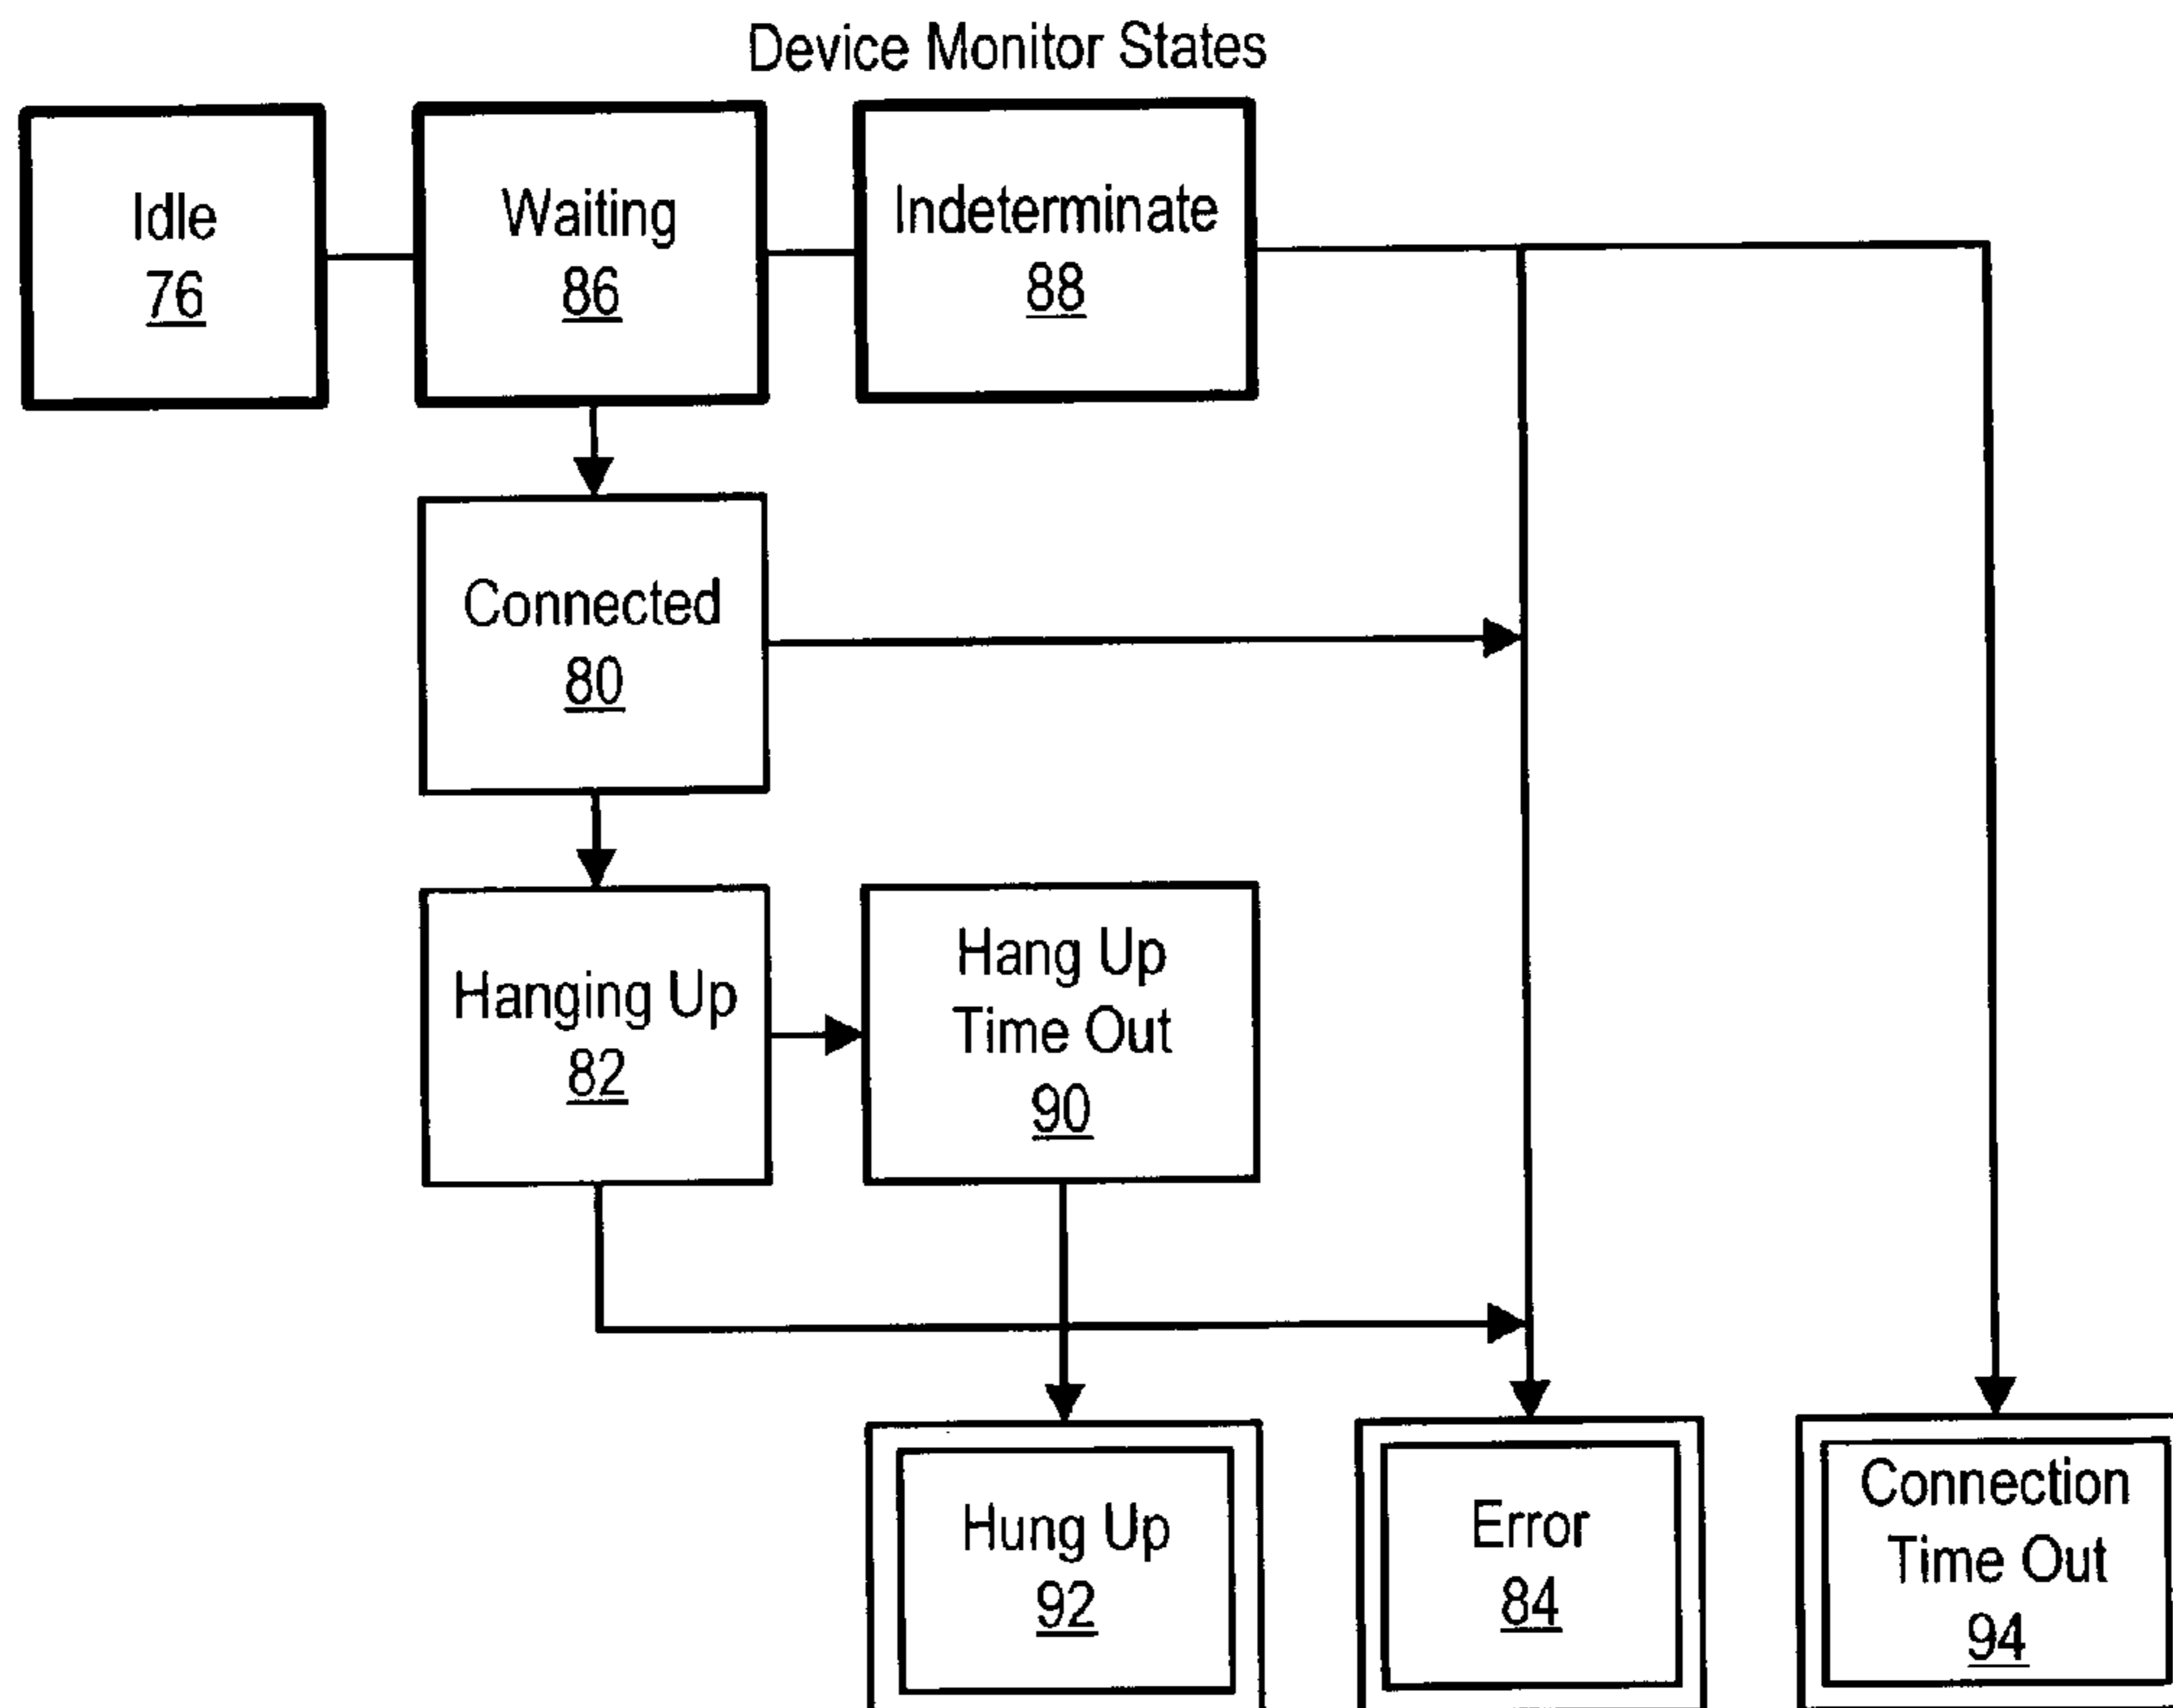 Device Monitor States
Idle
76
Waiting
86
Indeterminate
88
Connected
80
Hanging Up
82
Hang Up
Time Out
90
Hung Up
92
Error
84
Connection
Time Out
94